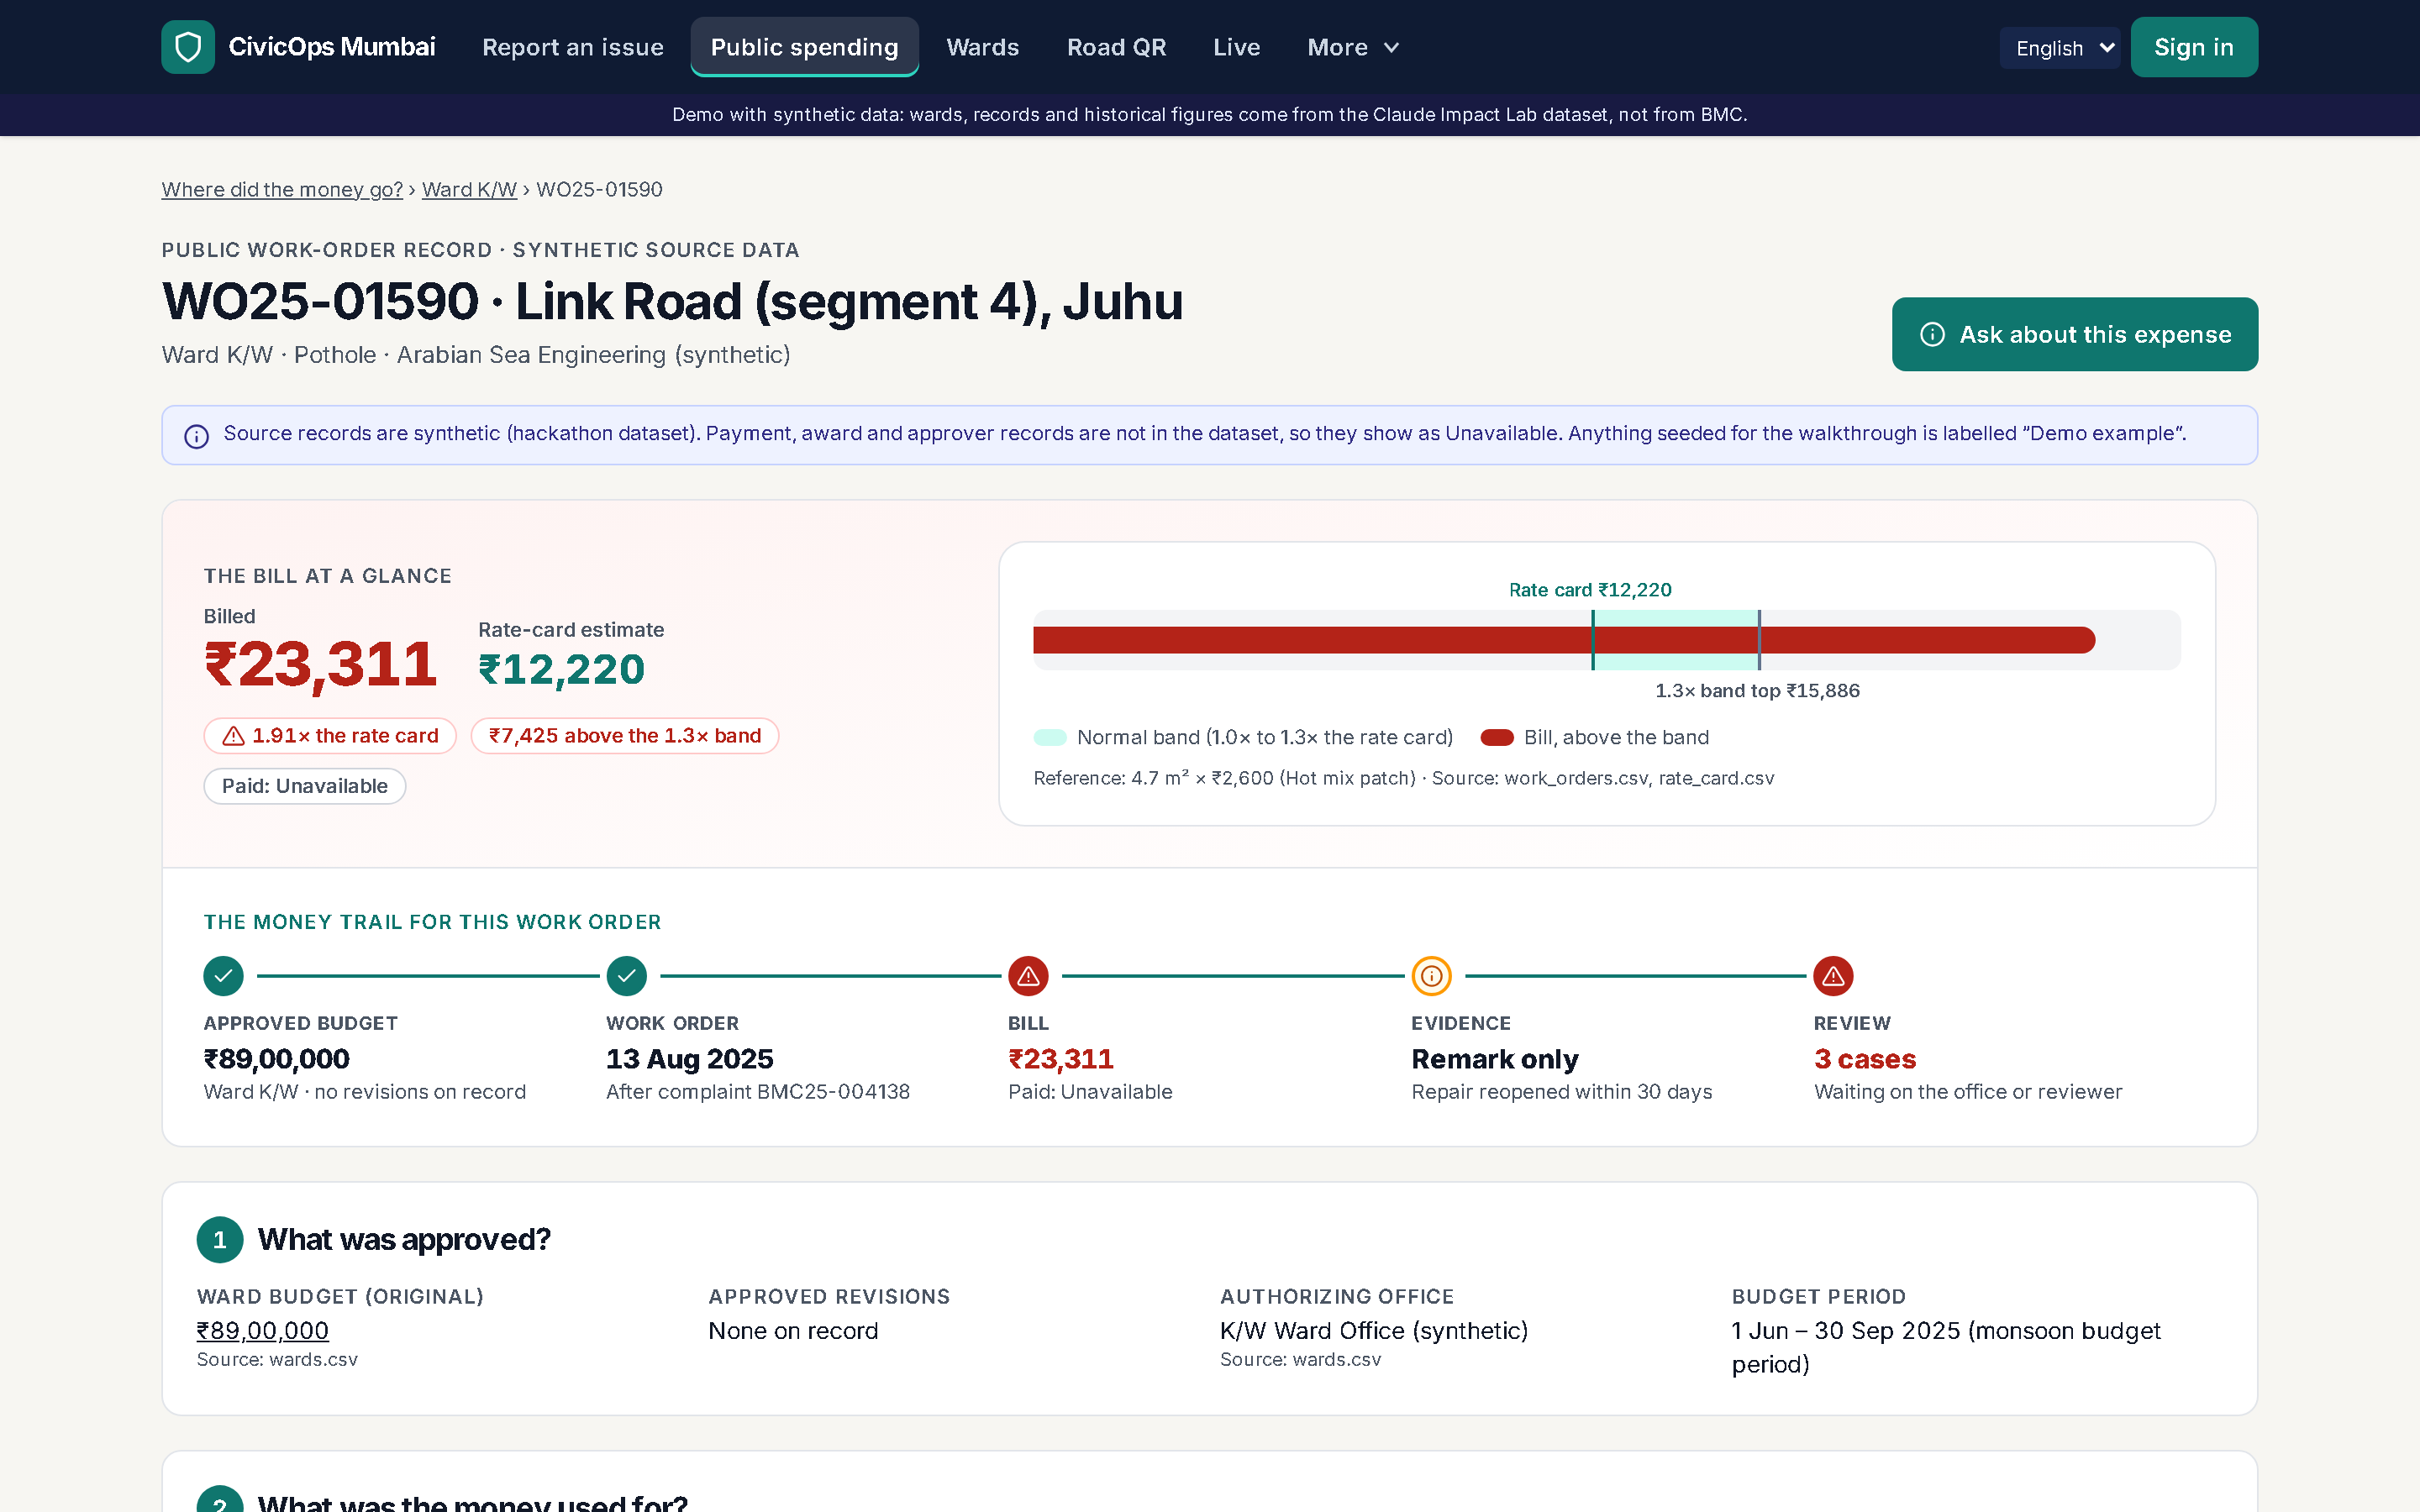 CivicOps Mumbai
Report an issue
Public spending
Wards
Road QR
Live
More
English
Sign in
Demo with synthetic data: wards, records and historical figures come from the Claude Impact Lab dataset, not from BMC.
Where did the money go? › Ward K/W › WO25-01590
PUBLIC WORK-ORDER RECORD · SYNTHETIC SOURCE DATA
WO25-01590 · Link Road (segment 4), Juhu
Ward K/W · Pothole · Arabian Sea Engineering (synthetic)
Ask about this expense
Source records are synthetic (hackathon dataset). Payment, award and approver records are not in the dataset, so they show as Unavailable. Anything seeded for the walkthrough is labelled “Demo example”.
THE BILL AT A GLANCE
Billed
₹23,311
Rate-card estimate
₹12,220
1.91× the rate card
₹7,425 above the 1.3× band
Paid: Unavailable
Rate card ₹12,220
1.3× band top ₹15,886
Normal band (1.0× to 1.3× the rate card)
Bill, above the band
Reference: 4.7 m² × ₹2,600 (Hot mix patch) · Source: work_orders.csv, rate_card.csv
THE MONEY TRAIL FOR THIS WORK ORDER
APPROVED BUDGET
₹89,00,000
Ward K/W · no revisions on record
WORK ORDER
13 Aug 2025
After complaint BMC25-004138
BILL
₹23,311
Paid: Unavailable
EVIDENCE
Remark only
Repair reopened within 30 days
REVIEW
3 cases
Waiting on the office or reviewer
1 What was approved?
WARD BUDGET (ORIGINAL)
₹89,00,000
Source: wards.csv
APPROVED REVISIONS
None on record
AUTHORIZING OFFICE
K/W Ward Office (synthetic)
Source: wards.csv
BUDGET PERIOD
1 Jun – 30 Sep 2025 (monsoon budget
period)
2 What was the money used for?